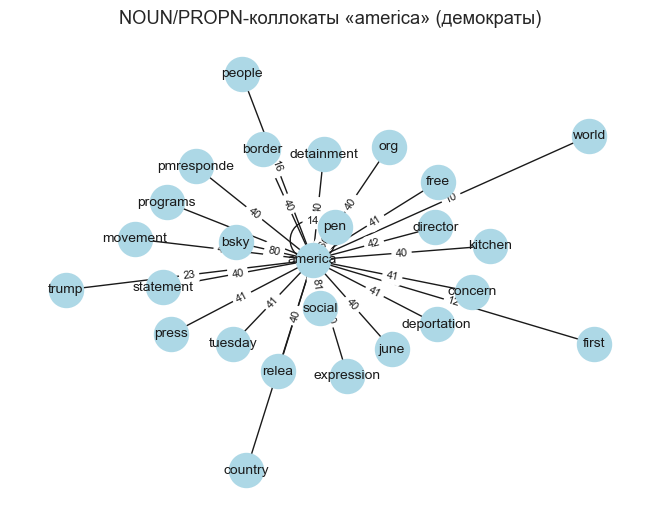 NOUN/PROPN-коллокаты «america» (демократы)
people
world
border
detainment
org
pmresponde
free
programs
14
pen
director
movement
bsky
kitchen
america
trump
statement
concern
social
press
deportation
first
tuesday
june
relea
expression
country
16
40
40
40
41
10
42
40
80
23
40
41
12
41
41
41
81
40
40